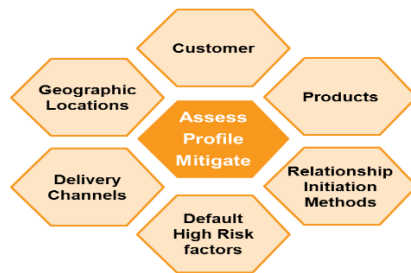 Customer
Geographic
Locations
Products
Assess
Profile
Mitigate
Delivery
Channels
Relationship
Initiation
Methods
Default
High Risk
factors